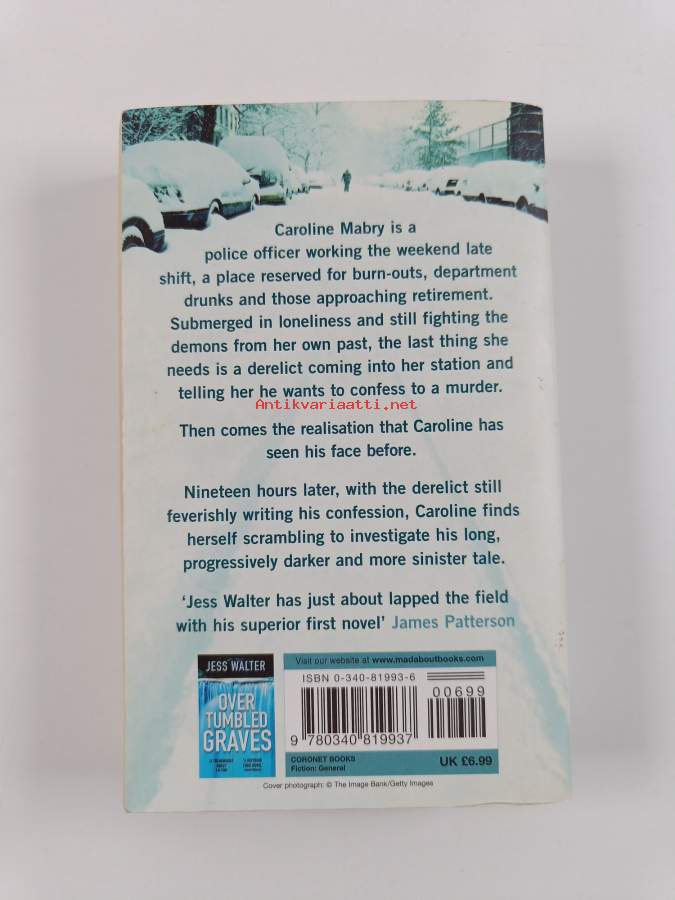 Caroline Mabry is a
police officer working the weekend late
shift, a place reserved for burn-outs, department
drunks and those approaching retirement.
Submerged in loneliness and still fighting the
demons from her own past, the last thing she
needs is a derelict coming into her station and
telling her he wants to confess to a murder.
Antikvariaatti.net
Then comes the realisation that Caroline has
seen his face before.
Nineteen hours later, with the derelict still
feverishly writing his confession, Caroline finds
herself scrambling to investigate his long,
progressively darker and more sinister tale.
‘Jess Walter has just about lapped the field
with his superior first novel’ James Patterson
JESS WALTER
OVER
TUMBLED
GRAVES
Visit our website at www.madaboutbooks.com
ISBN 0-340-81993-6
00699
9 780340 819937
CORONET BOOKS
Fiction: General
UK £6.99
Cover photograph: © The Image Bank/Getty Images